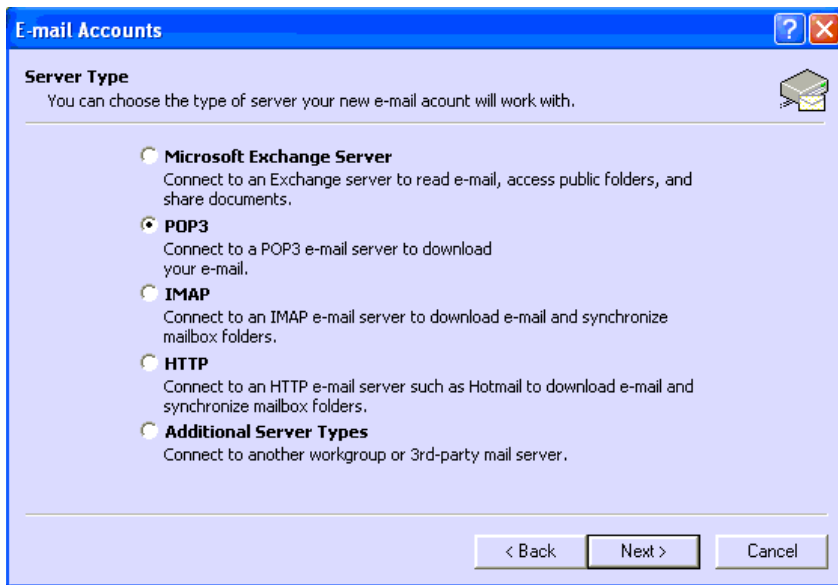 E-mail Accounts
Server Type
You can choose the type of server your new e-mail acount will work with.
Microsoft Exchange Server
Connect to an Exchange server to read e-mail, access public folders, and
share documents.
POP3
Connect to a POP3 e-mail server to download
your e-mail.
IMAP
Connect to an IMAP e-mail server to download e-mail and synchronize
mailbox folders.
HTTP
Connect to an HTTP e-mail server such as Hotmail to download e-mail and
synchronize mailbox folders.
Additional Server Types
Connect to another workgroup or 3rd-party mail server.
< Back Next > Cancel